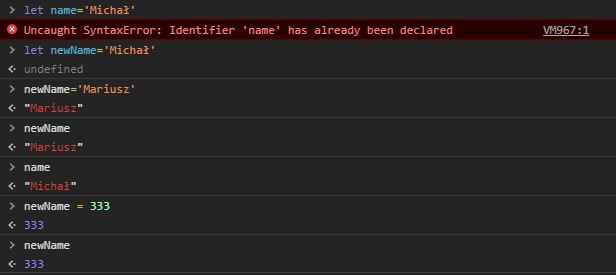 let name='Michał'
Uncaught SyntaxError: Identifier 'name' has already been declared VM967:1
let newName='Michał'
undefined
newName='Mariusz'
"Mariusz"
newName
"Mariusz"
name
"Michał"
newName = 333
333
newName
333